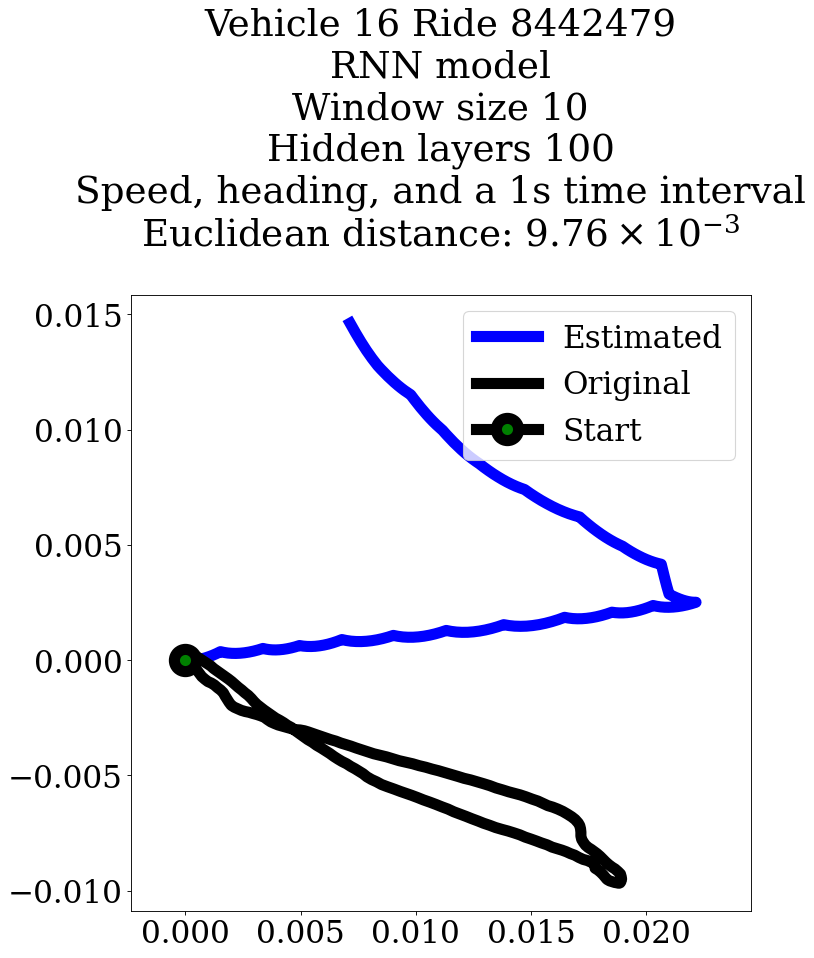 Vehicle 16 Ride 8442479
RNN model
Window size 10
Hidden layers 100
Speed, heading, and a 1s time interval
Euclidean distance: 9.76 × 10⁻³
Estimated
Original
Start
0.015
0.010
0.005
0.000
−0.005
−0.010
0.000 0.005 0.010 0.015 0.020